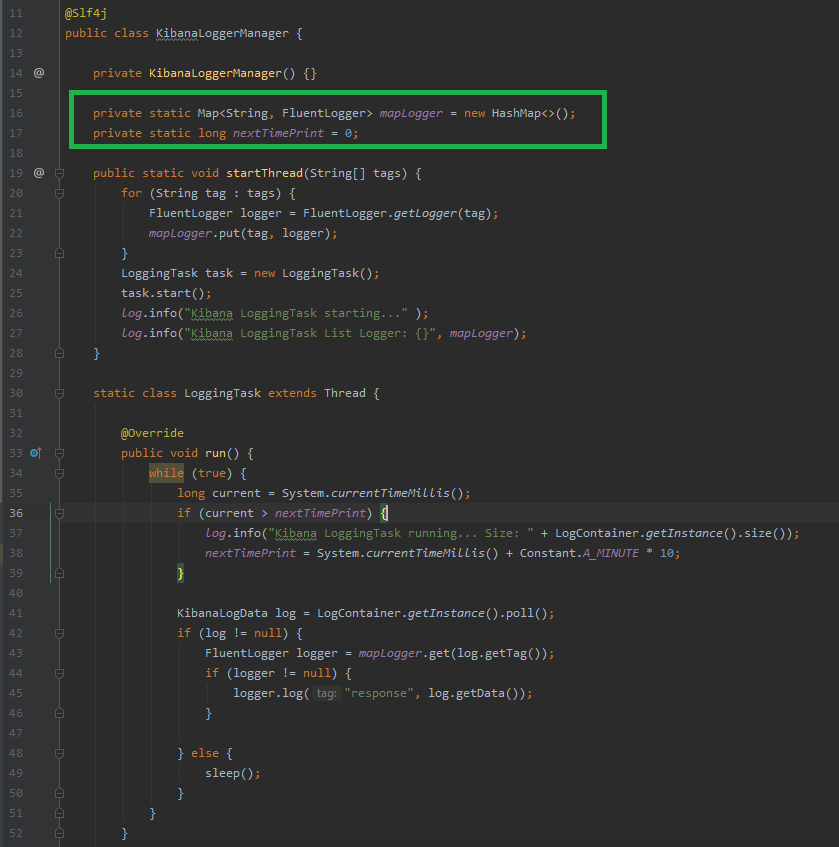 11 @Slf4j
12 public class KibanaLoggerManager {
13
14 @ private KibanaLoggerManager() {}
15
16 private static Map<String, FluentLogger> mapLogger = new HashMap<>();
17 private static long nextTimePrint = 0;
18
19 @ public static void startThread(String[] tags) {
20 for (String tag : tags) {
21 FluentLogger logger = FluentLogger.getLogger(tag);
22 mapLogger.put(tag, logger);
23 }
24 LoggingTask task = new LoggingTask();
25 task.start();
26 log.info("Kibana LoggingTask starting..." );
27 log.info("Kibana LoggingTask List Logger: {}", mapLogger);
28 }
29
30 static class LoggingTask extends Thread {
31
32 @Override
33 public void run() {
34 while (true) {
35 long current = System.currentTimeMillis();
36 if (current > nextTimePrint) {
37 log.info("Kibana LoggingTask running... Size: " + LogContainer.getInstance().size());
38 nextTimePrint = System.currentTimeMillis() + Constant.A_MINUTE * 10;
39 }
40
41 KibanaLogData log = LogContainer.getInstance().poll();
42 if (log != null) {
43 FluentLogger logger = mapLogger.get(log.getTag());
44 if (logger != null) {
45 logger.log( tag: "response", log.getData());
46 }
47
48 } else {
49 sleep();
50 }
51 }
52 }